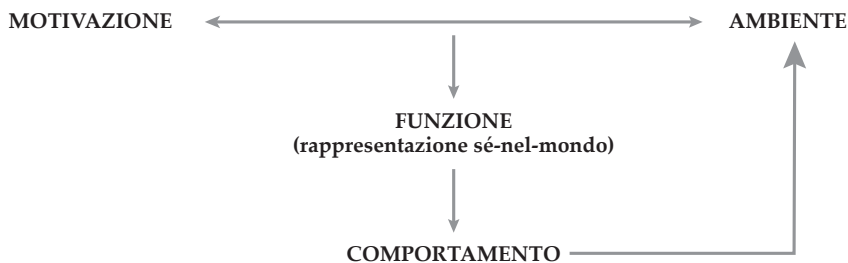 MOTIVAZIONE
AMBIENTE
FUNZIONE
(rappresentazione sé-nel-mondo)
COMPORTAMENTO